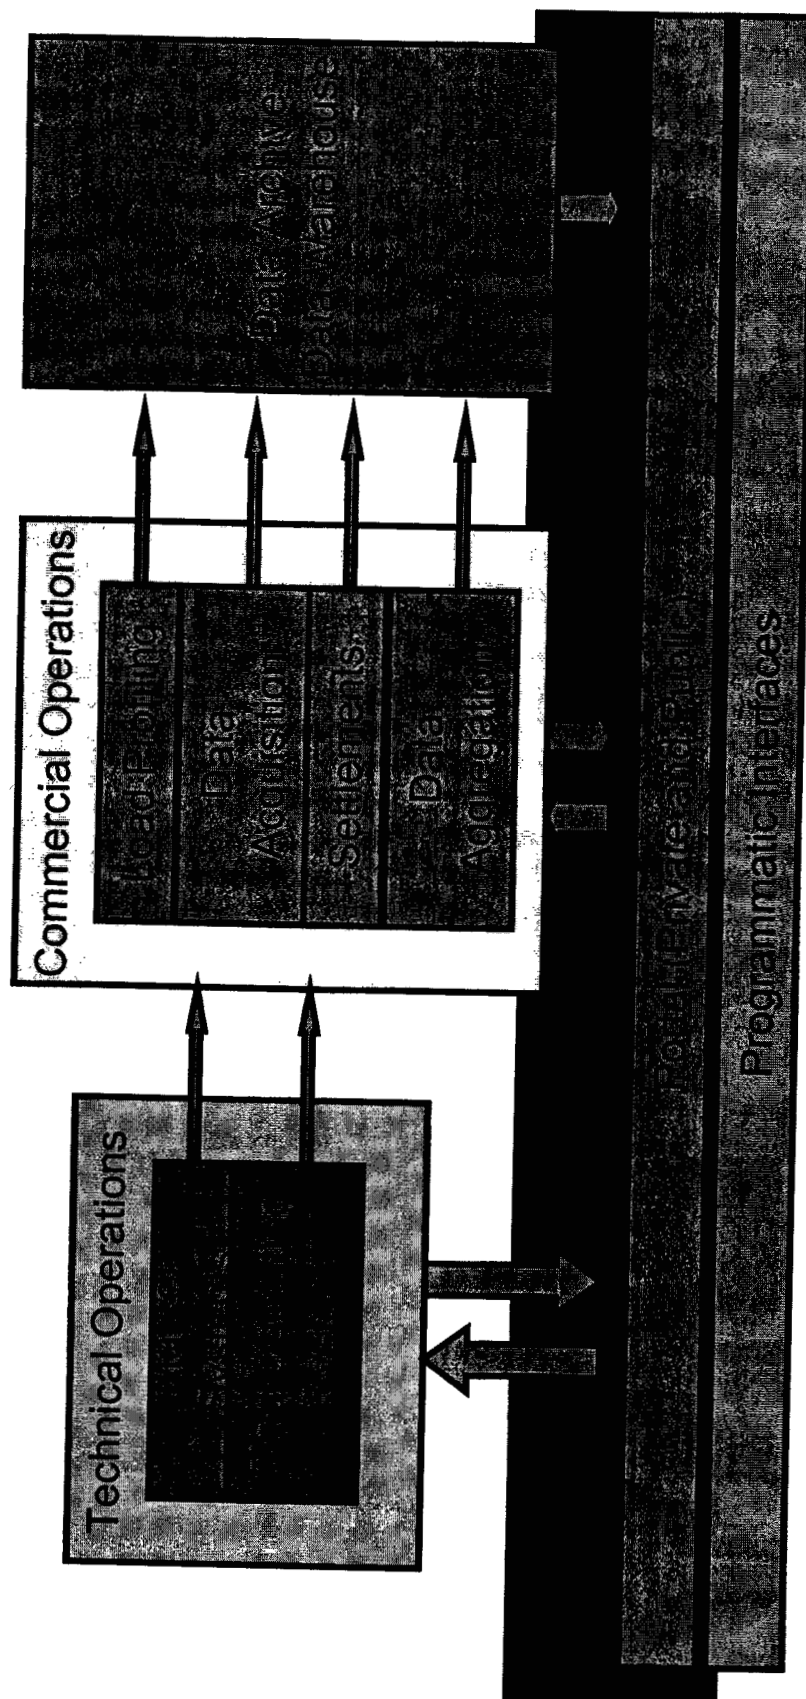 Technical Operations
Commercial Operations
Load Profiling
Data
Acquisition
Settlements
Data
Aggregation
Data Archive
Data Warehouse
Portal (Private and Public)
Programmatic Interfaces